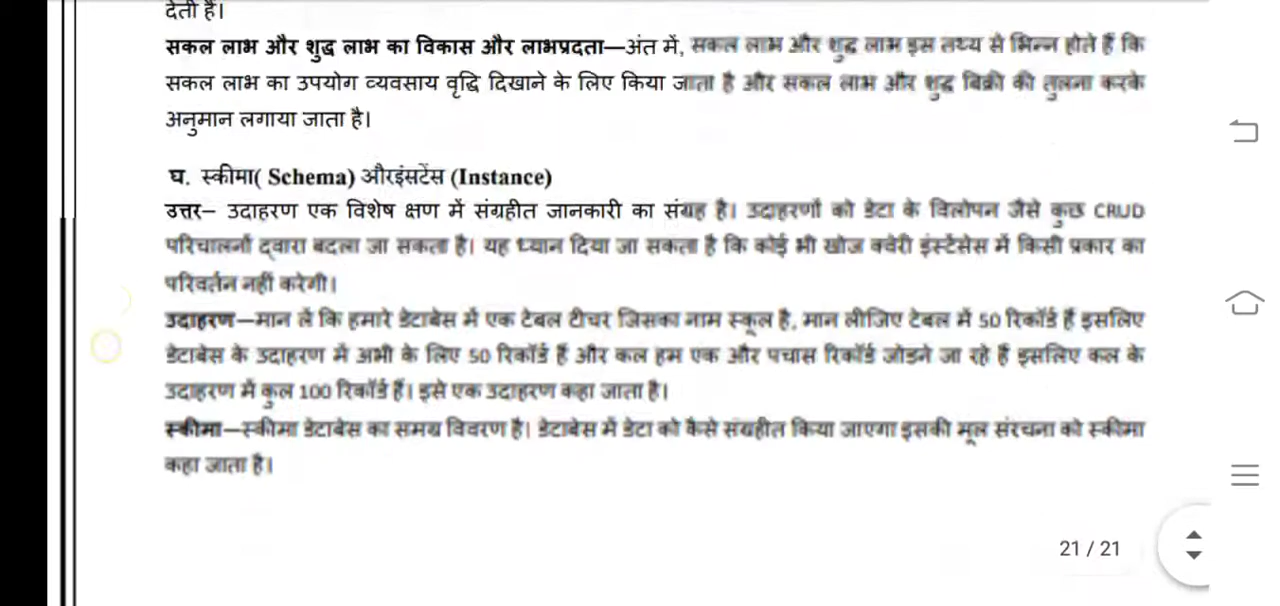 देती हैं।
सकल लाभ और शुद्ध लाभ का विकास और लाभप्रदता—अंत में, सकल लाभ और शुद्ध लाभ इस तथ्य से भिन्न होते हैं कि
सकल लाभ का उपयोग व्यवसाय वृद्धि दिखाने के लिए किया जाता है और सकल लाभ और शुद्ध बिक्री की तुलना करके
अनुमान लगाया जाता है।
घ. स्कीमा( Schema) औरइंसटेंस (Instance)
उत्तर– उदाहरण एक विशेष क्षण में संग्रहीत जानकारी का संग्रह है। उदाहरणों को डेटा के विलोपन जैसे कुछ CRUD
परिचालनों द्वारा बदला जा सकता है। यह ध्यान दिया जा सकता है कि कोई भी खोज क्वेरी इंस्टेंसेस में किसी प्रकार का
परिवर्तन नहीं करेगी।
उदाहरण—मान लें कि हमारे डेटाबेस में एक टेबल टीचर जिसका नाम स्कूल है, मान लीजिए टेबल में 50 रिकॉर्ड हैं इसलिए
डेटाबेस के उदाहरण में अभी के लिए 50 रिकॉर्ड हैं और कल हम एक और पचास रिकॉर्ड जोड़ने जा रहे हैं इसलिए कल के
उदाहरण में कुल 100 रिकॉर्ड हैं। इसे एक उदाहरण कहा जाता है।
स्कीमा—स्कीमा डेटाबेस का समग्र विवरण है। डेटाबेस में डेटा को कैसे संग्रहीत किया जाएगा इसकी मूल संरचना को स्कीमा
कहा जाता है।
21 / 21